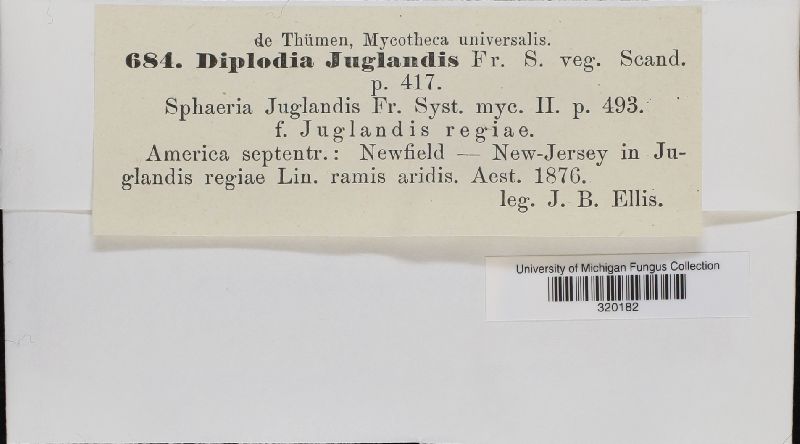 de Thümen, Mycotheca universalis.
684. Diplodia Juglandis Fr. S. veg. Scand.
p. 417.
Sphaeria Juglandis Fr. Syst. myc. II. p. 493.
f. Juglandis regiae.
America septentr.: Newfield — New-Jersey in Ju-
glandis regiae Lin. ramis aridis. Aest. 1876.
leg. J. B. Ellis.
University of Michigan Fungus Collection
320182